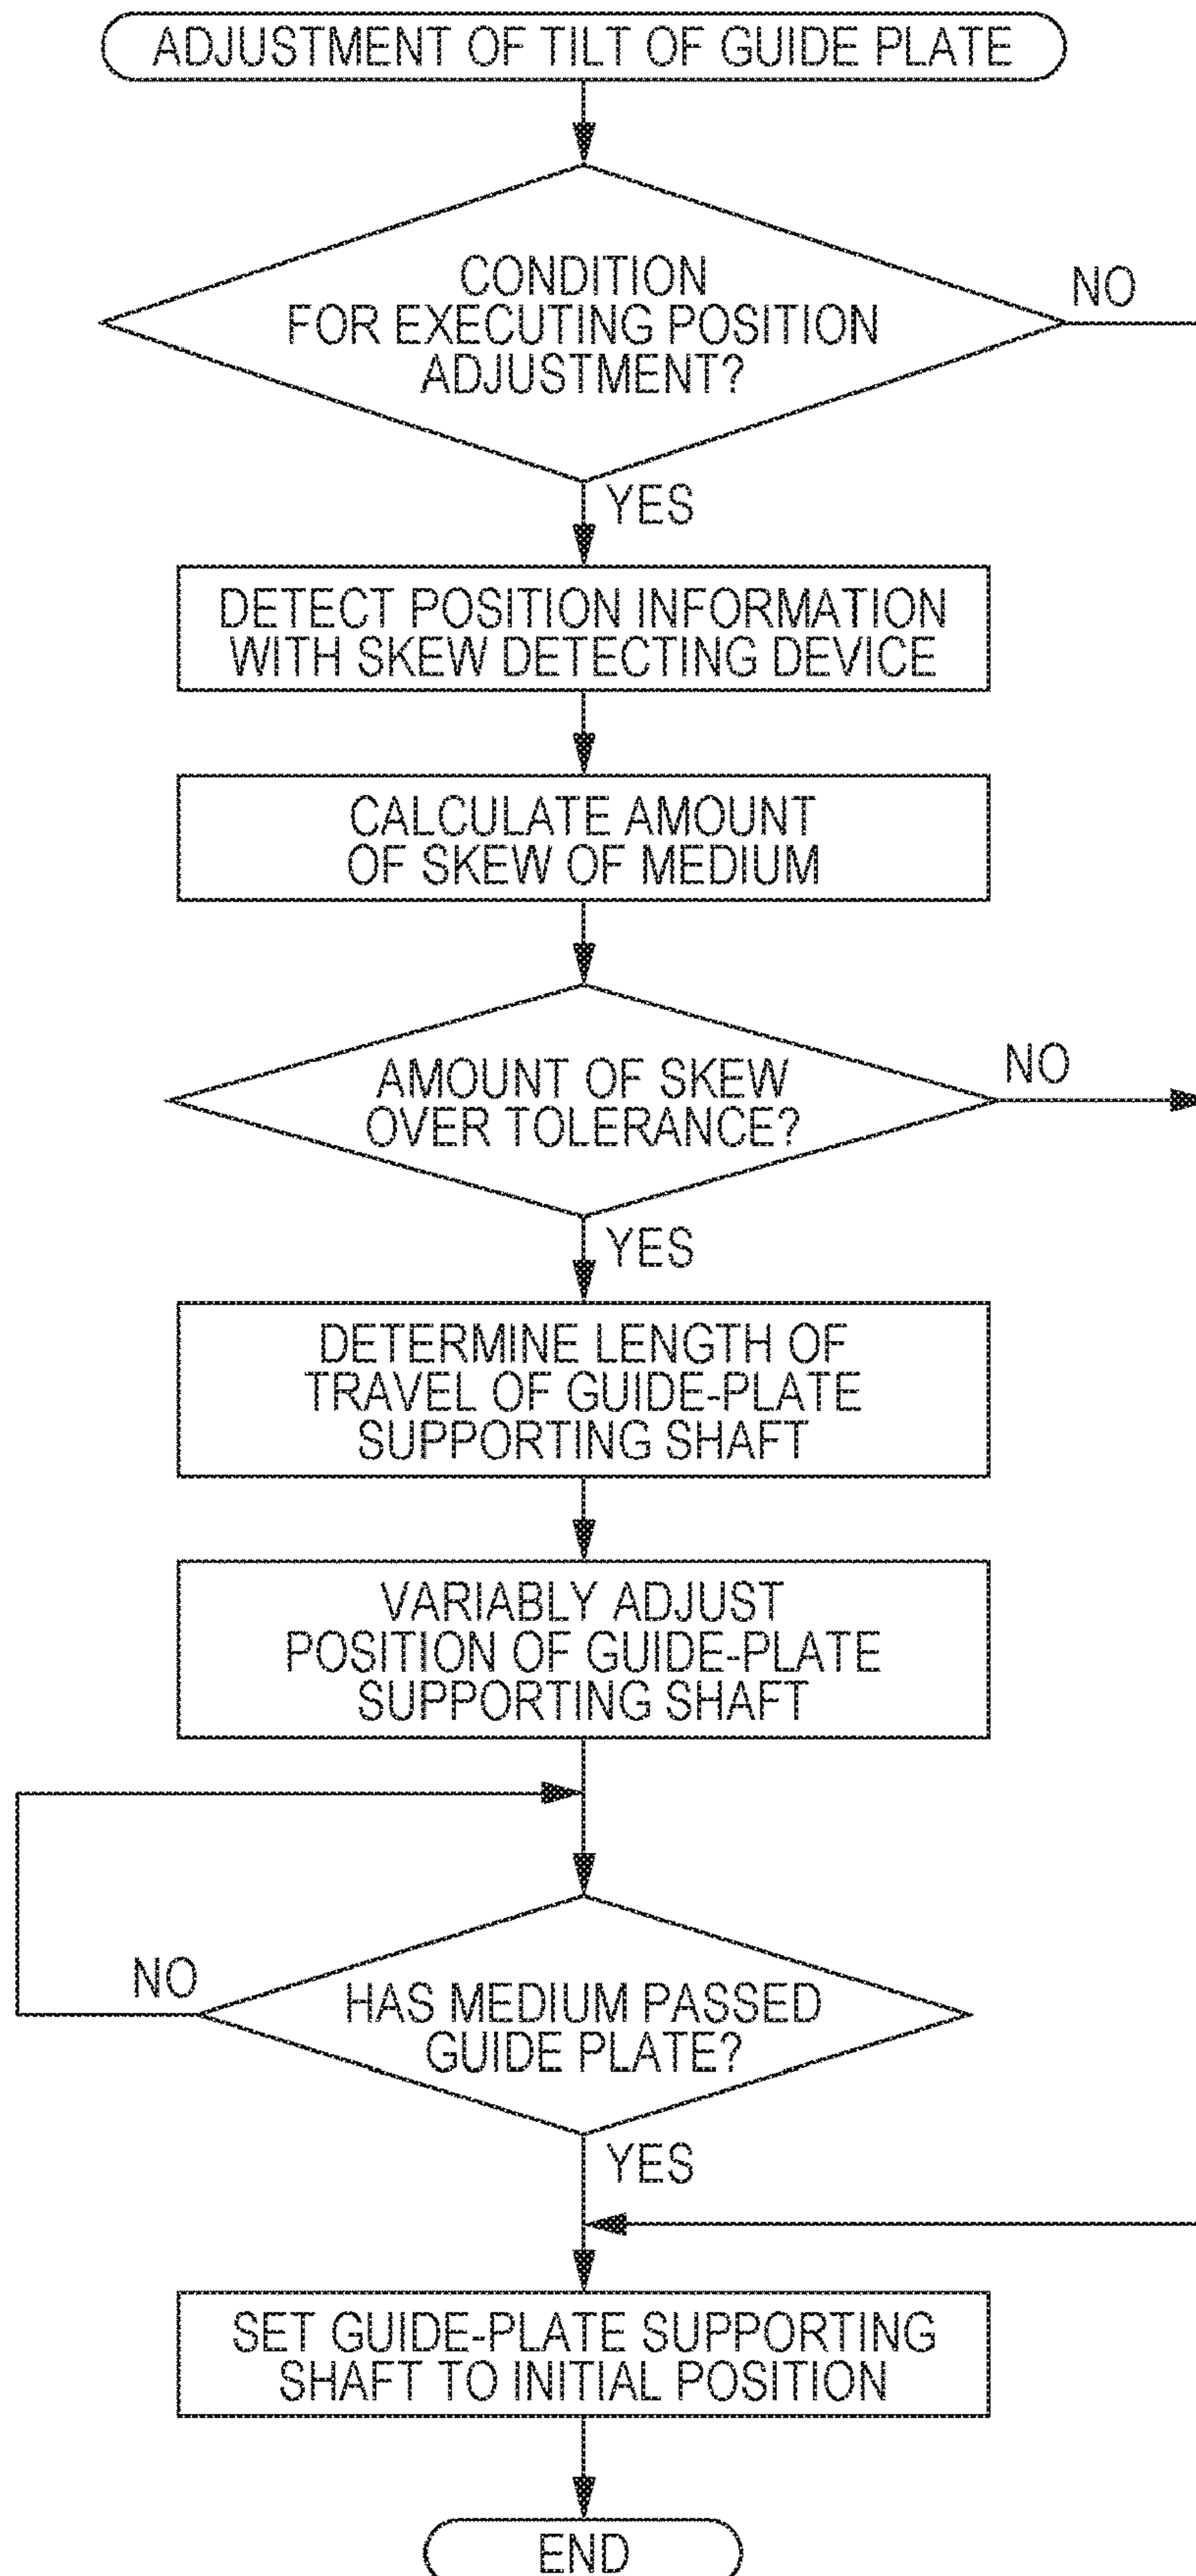 ADJUSTMENT OF TILT OF GUIDE PLATE
CONDITION
FOR EXECUTING POSITION
ADJUSTMENT?
NO
YES
DETECT POSITION INFORMATION
WITH SKEW DETECTING DEVICE
CALCULATE AMOUNT
OF SKEW OF MEDIUM
AMOUNT OF SKEW
OVER TOLERANCE?
NO
YES
DETERMINE LENGTH OF
TRAVEL OF GUIDE-PLATE
SUPPORTING SHAFT
VARIABLY ADJUST
POSITION OF GUIDE-PLATE
SUPPORTING SHAFT
NO
HAS MEDIUM PASSED
GUIDE PLATE?
YES
SET GUIDE-PLATE SUPPORTING
SHAFT TO INITIAL POSITION
END